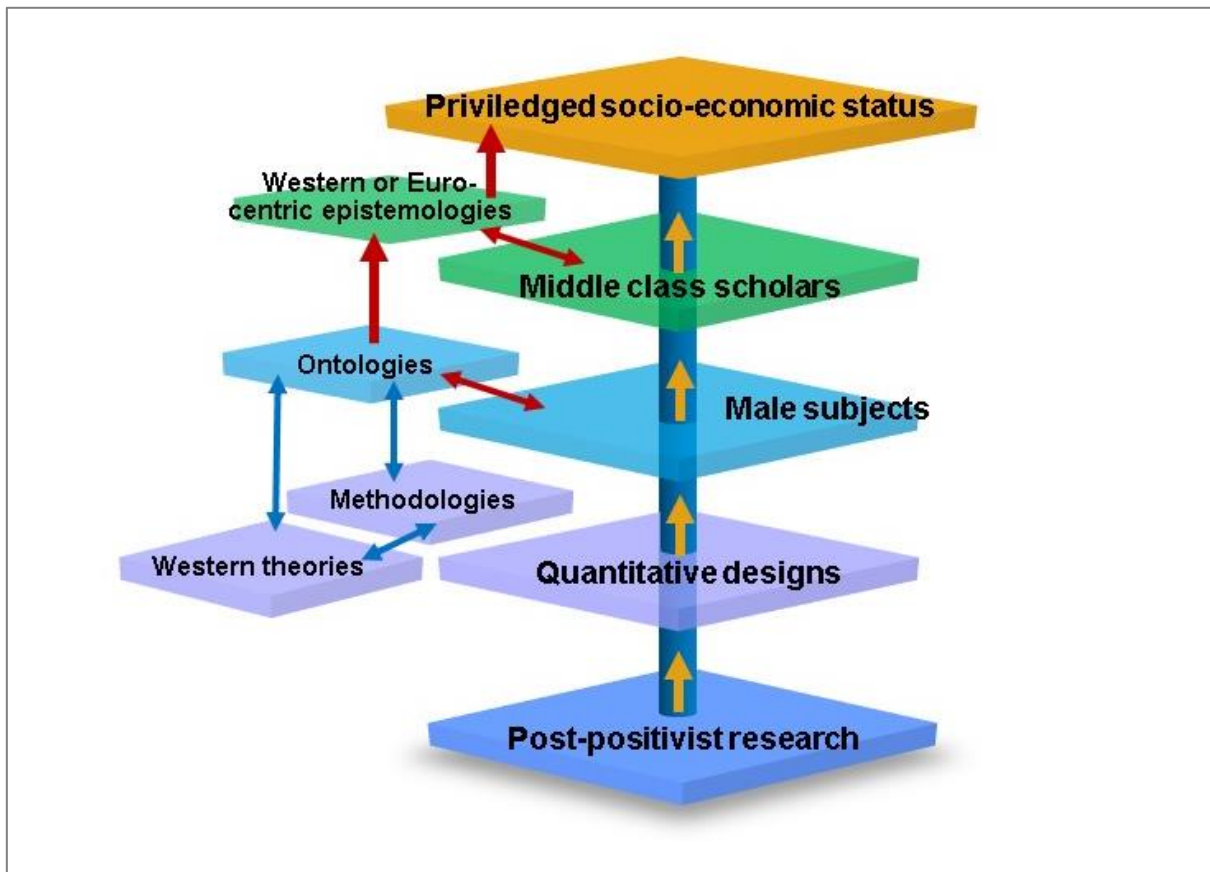 Priviledged socio-economic status
Western or Euro-
centric epistemologies
Middle class scholars
Ontologies
Male subjects
Methodologies
Western theories
Quantitative designs
Post-positivist research